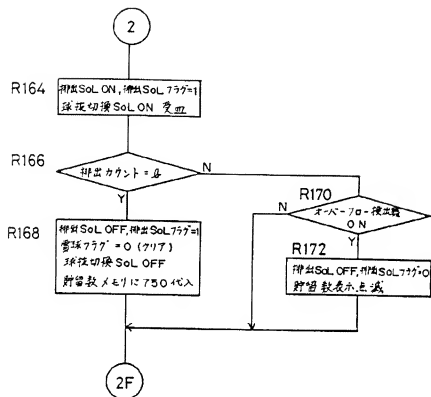 2
R164
排出SoL ON,排出SoLフラグ=1
球抜切換SoL ON 受皿
R166
排出カウント=
N
Y
R170
オーバーフロー検出器
ON
N
Y
R168
排出SoL OFF,排出SoLフラグ=1
雪球フラグ=0 (クリア)
球抜切換SoL OFF
貯留数メモリに750代入
R172
排出SoL OFF,排出SoLフラグ=0
貯留数表示点滅
2F